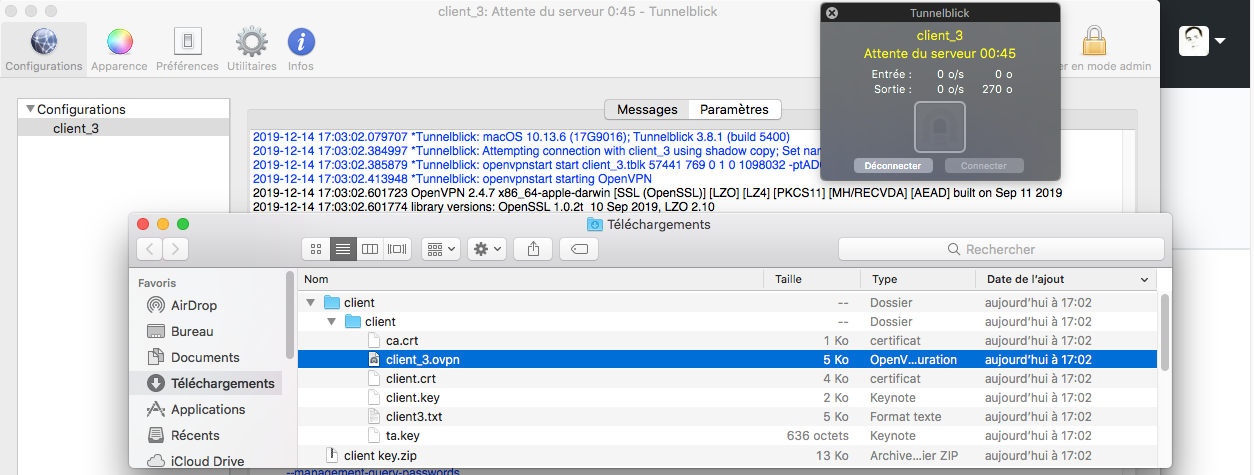 client_3: Attente du serveur 0:45 - Tunnelblick
Configurations Apparence Préférences Utilitaires Infos
er en mode admin
Tunnelblick
client_3
Attente du serveur 00:45
Entrée : 0 o/s 0 o
Sortie : 0 o/s 270 o
Déconnecter Connecter
Configurations
client_3
Messages Paramètres
2019-12-14 17:03:02.079707 *Tunnelblick: macOS 10.13.6 (17G9016); Tunnelblick 3.8.1 (build 5400)
2019-12-14 17:03:02.384997 *Tunnelblick: Attempting connection with client_3 using shadow copy; Set nan
2019-12-14 17:03:02.385879 *Tunnelblick: openvpnstart start client_3.tblk 57441 769 0 1 0 1098032 -ptADG
2019-12-14 17:03:02.413948 *Tunnelblick: openvpnstart starting OpenVPN
2019-12-14 17:03:02.601723 OpenVPN 2.4.7 x86_64-apple-darwin [SSL (OpenSSL)] [LZO] [LZ4] [PKCS11] [MH/RECVDA] [AEAD] built on Sep 11 2019
2019-12-14 17:03:02.601774 library versions: OpenSSL 1.0.2t 10 Sep 2019, LZO 2.10
Téléchargements
Rechercher
Favoris
AirDrop
Bureau
Documents
Téléchargements
Applications
Récents
iCloud Drive
Nom Taille Type Date de l’ajout
client -- Dossier aujourd’hui à 17:02
client -- Dossier aujourd’hui à 17:02
ca.crt 1 Ko certificat aujourd’hui à 17:02
client_3.ovpn 5 Ko OpenV...uration aujourd’hui à 17:02
client.crt 4 Ko certificat aujourd’hui à 17:02
client.key 2 Ko Keynote aujourd’hui à 17:02
client3.txt 5 Ko Format texte aujourd’hui à 17:02
ta.key 636 octets Keynote aujourd’hui à 17:02
client key.zip 13 Ko Archive...ier ZIP aujourd’hui à 17:02
--management-query-passwords